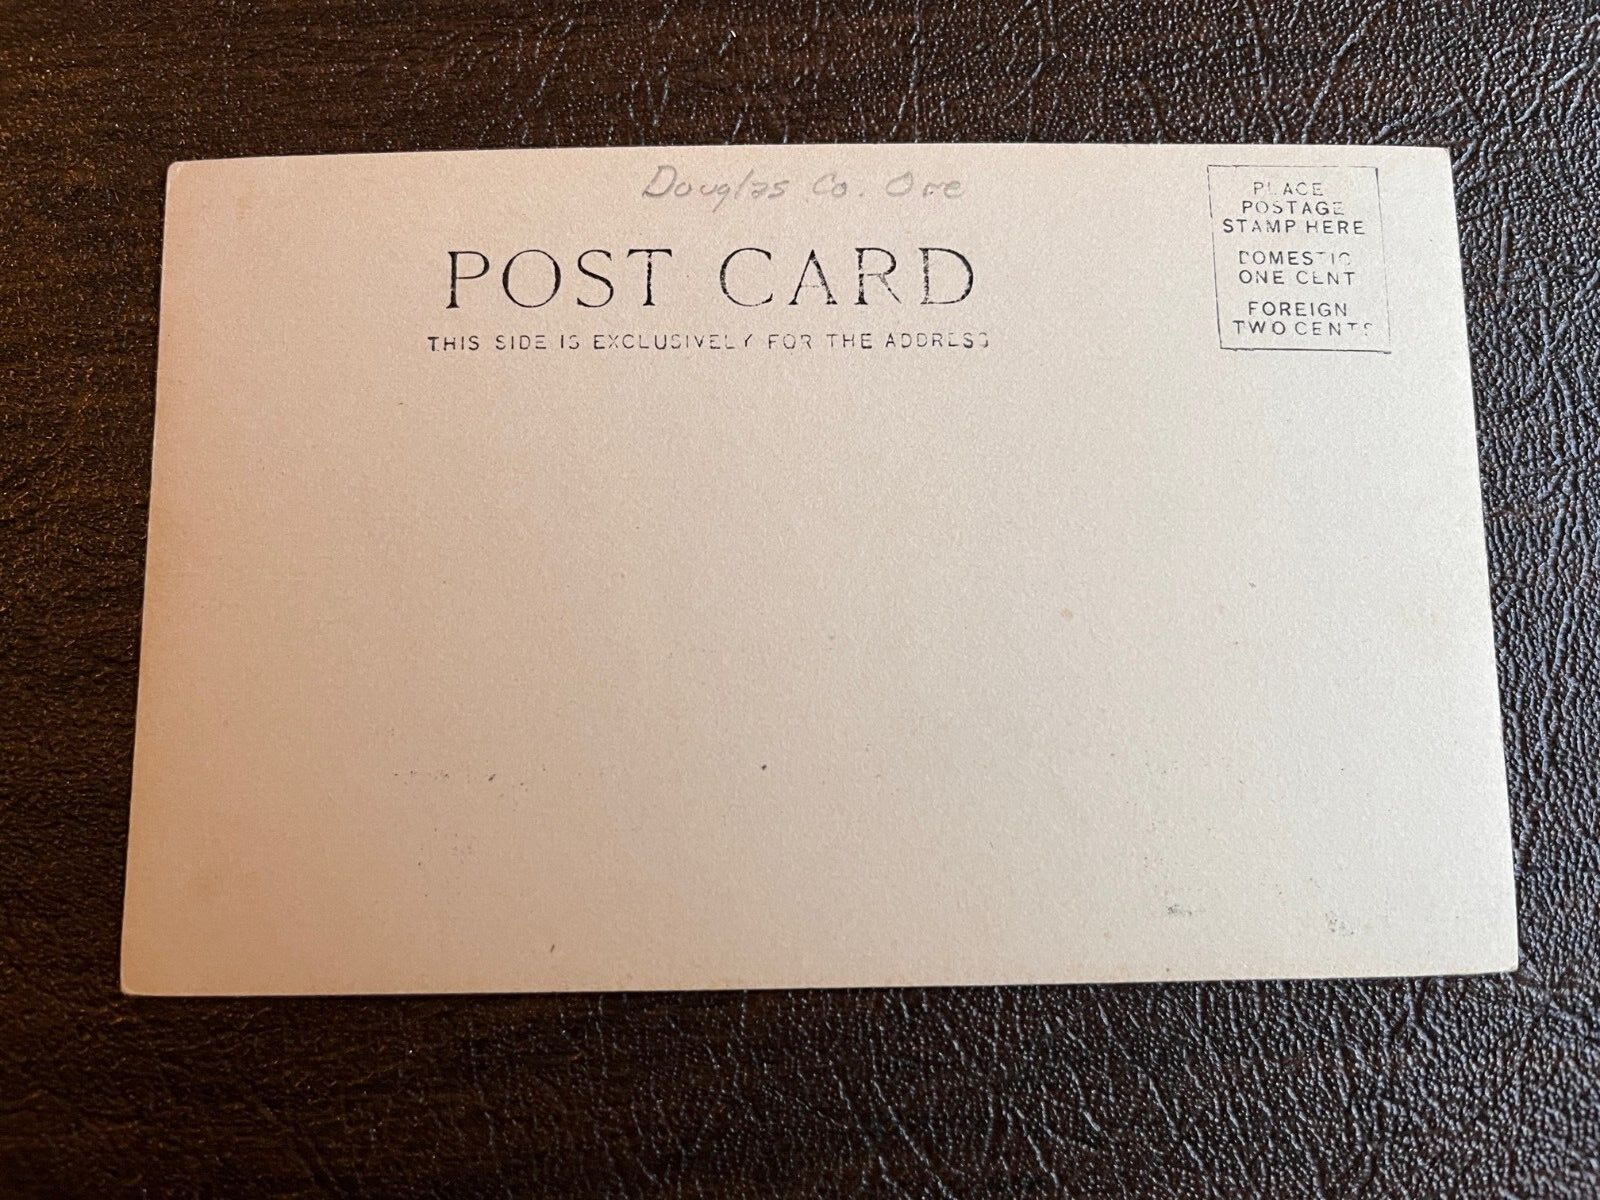 Douglas Co. Ore
POST CARD
THIS SIDE IS EXCLUSIVELY FOR THE ADDRESS
PLACE
POSTAGE
STAMP HERE
DOMESTIC
ONE CENT
FOREIGN
TWO CENTS